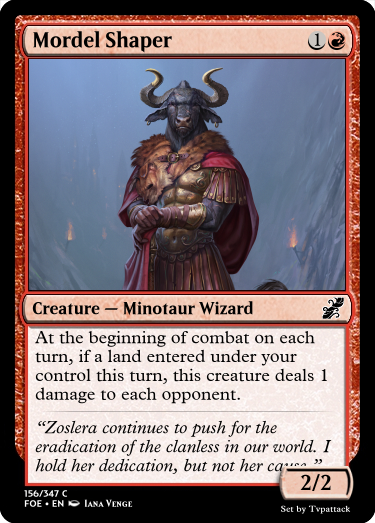 Mordel Shaper
1
Creature — Minotaur Wizard
At the beginning of combat on each
turn, if a land entered under your
control this turn, this creature deals 1
damage to each opponent.
“Zoslera continues to push for the
eradication of the clanless in our world. I
hold her dedication, but not her cause.”
2/2
156/347 C
FOE • EN Iana Venge
Set by Tvpattack